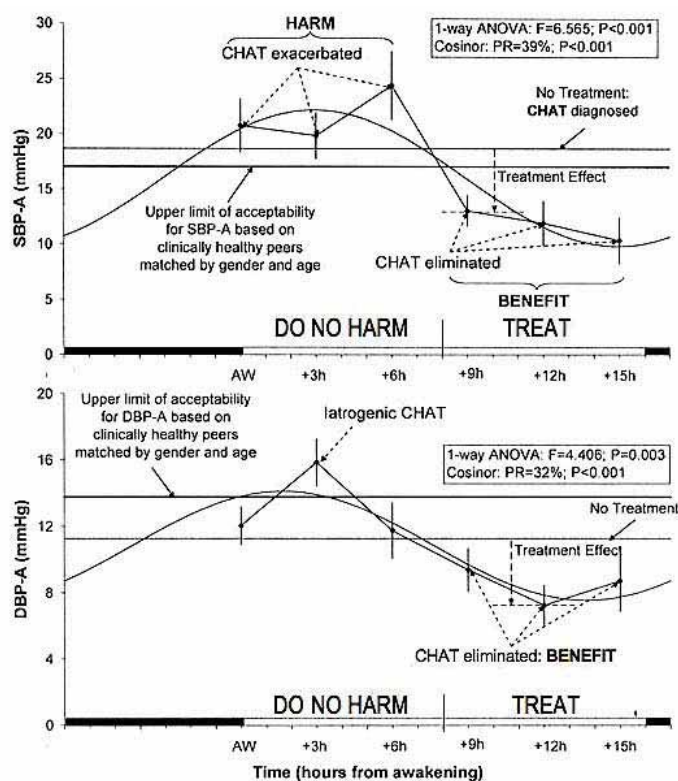 HARM
1-way ANOVA: F=6.565; P<0.001
Cosinor: PR=39%; P<0.001
CHAT exacerbated
No Treatment:
CHAT diagnosed
Treatment Effect
Upper limit of acceptability
for SBP-A based on
clinically healthy peers
matched by gender and age
CHAT eliminated
BENEFIT
SBP-A (mmHg)
30
25
20
15
10
5
0
DO NO HARM
TREAT
AW +3h +6h +9h +12h +15h
Upper limit of acceptability
for DBP-A based on
clinically healthy peers
matched by gender and age
Iatrogenic CHAT
1-way ANOVA: F=4.406; P=0.003
Cosinor: PR=32%; P<0.001
No Treatment
Treatment Effect
CHAT eliminated: BENEFIT
DBP-A (mmHg)
20
16
12
8
4
0
DO NO HARM
TREAT
AW +3h +6h +9h +12h +15h
Time (hours from awakening)